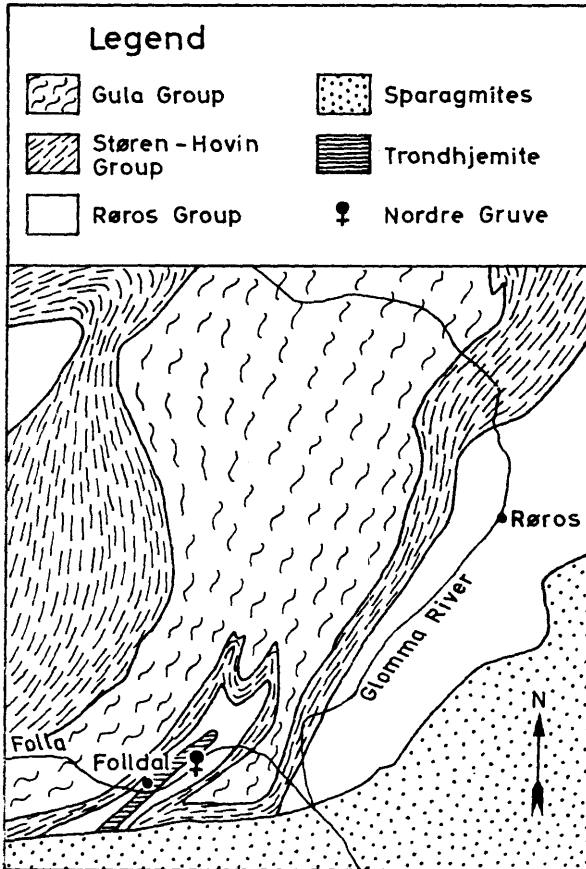 Legend
Gula Group
Sparagmites
Støren-Hovin
Group
Trondhjemite
Røros Group
Nordre Gruve
Røros
Glomma River
N
Folla
Folldal